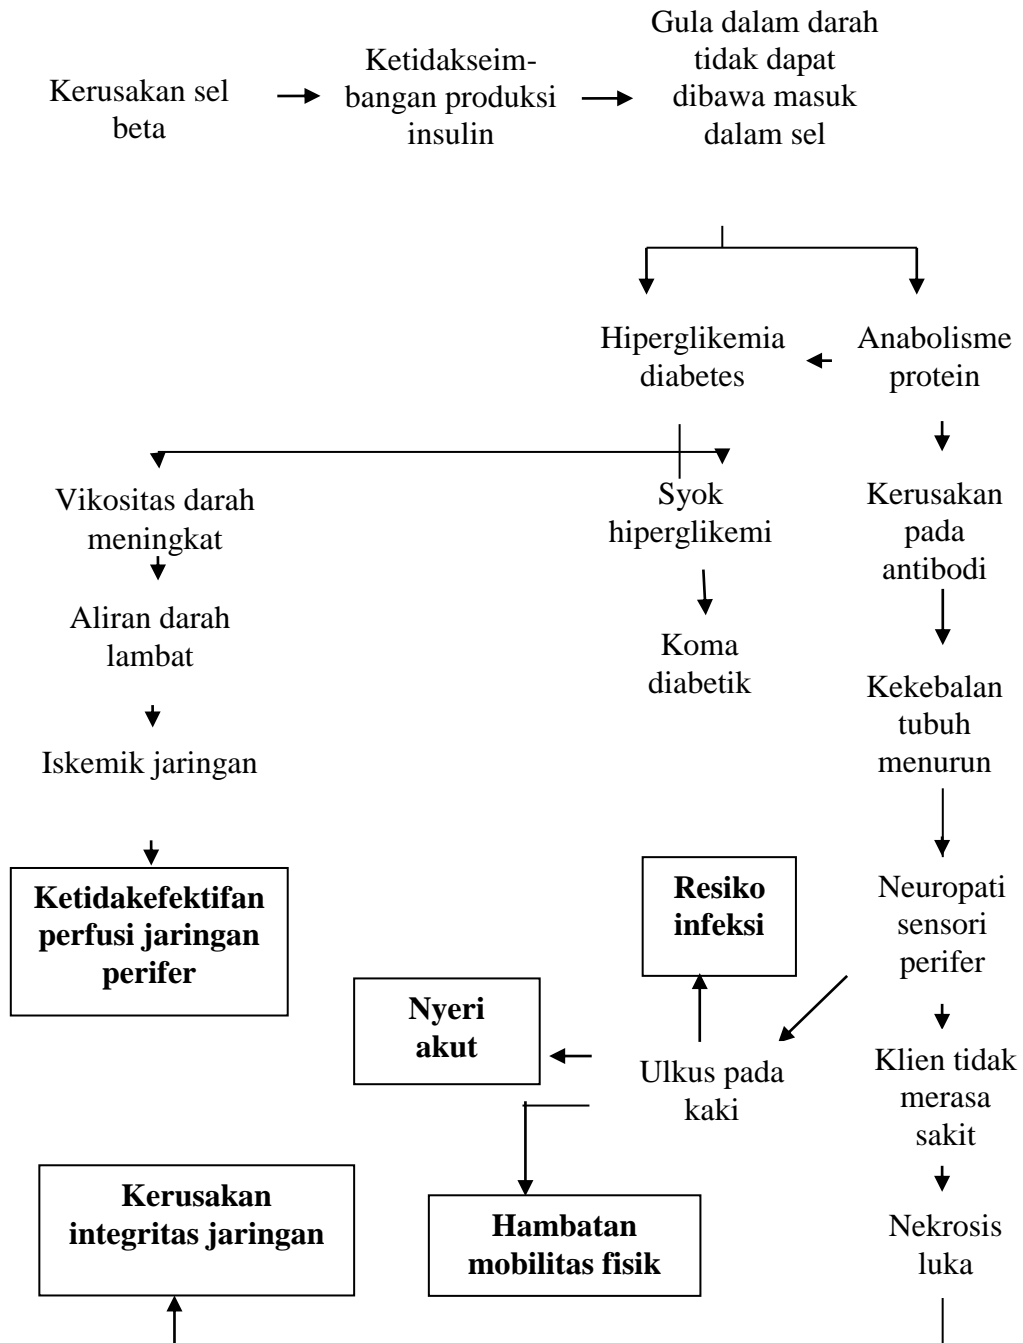 Kerusakan sel
beta
Ketidakseim-
bangan produksi
insulin
Gula dalam darah
tidak dapat
dibawa masuk
dalam sel
Hiperglikemia
diabetes
Anabolisme
protein
Vikositas darah
meningkat
Syok
hiperglikemi
Kerusakan
pada
antibodi
Aliran darah
lambat
Koma
diabetik
Kekebalan
tubuh
menurun
Iskemik jaringan
Ketidakefektifan
perfusi jaringan
perifer
Resiko
infeksi
Neuropati
sensori
perifer
Nyeri
akut
Ulkus pada
kaki
Klien tidak
merasa
sakit
Kerusakan
integritas jaringan
Hambatan
mobilitas fisik
Nekrosis
luka